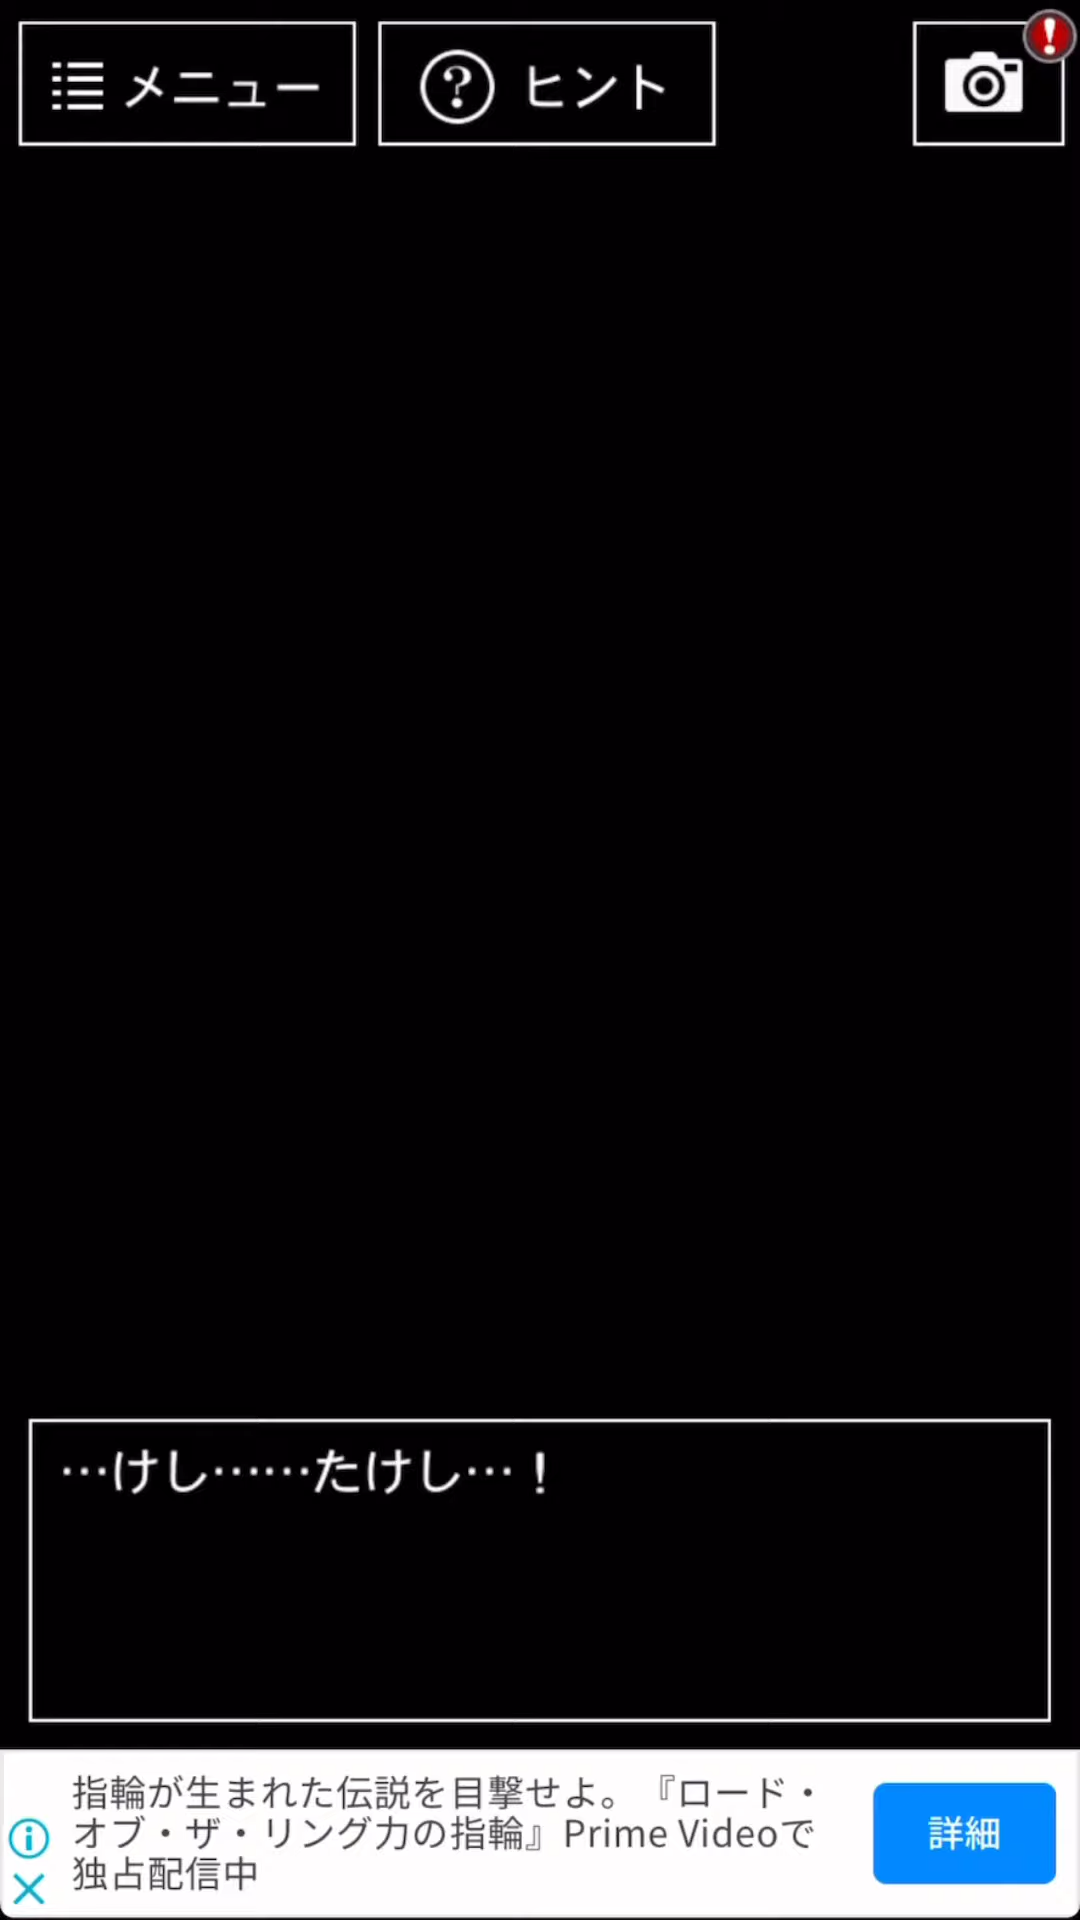 メニュー
ヒント
…けし……たけし…！
指輪が生まれた伝説を目撃せよ。『ロード・
オブ・ザ・リング力の指輪』Prime Videoで
独占配信中
詳細